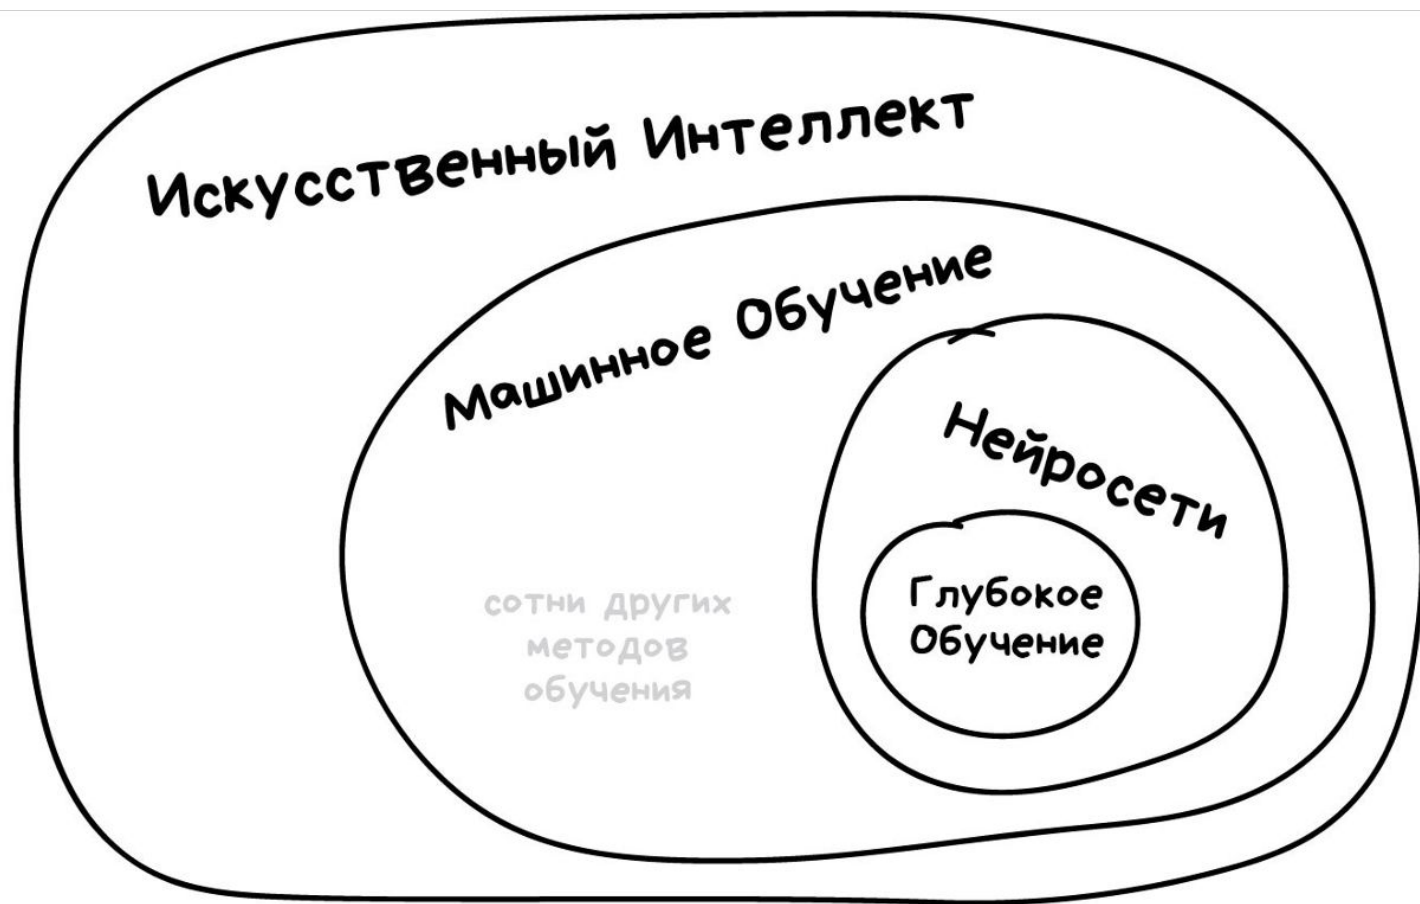 Искусственный Интеллект
Машинное Обучение
Нейросети
Глубокое
Обучение
сотни других
методов
обучения